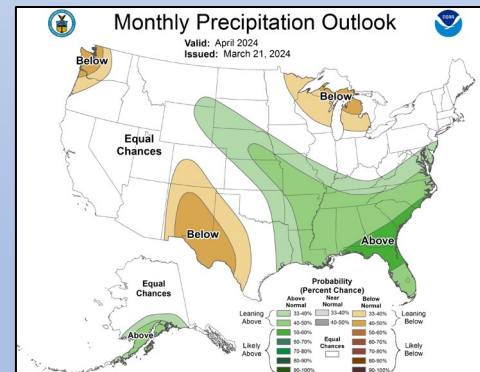 Monthly Precipitation Outlook
NOAA
Valid: April 2024
Issued: March 21, 2024
Below
Below
Equal
Chances
Below
Above
Equal
Chances
Above
Probability
(Percent Chance)
Above
Normal
Near
Normal
Below
Normal
Leaning
Above
33-40%
33-40%
33-40%
Leaning
Below
40-50%
40-50%
40-50%
50-60%
50-60%
Likely
Above
60-70%
Equal
Chances
60-70%
Likely
Below
70-80%
70-80%
80-90%
80-90%
90-100%
90-100%